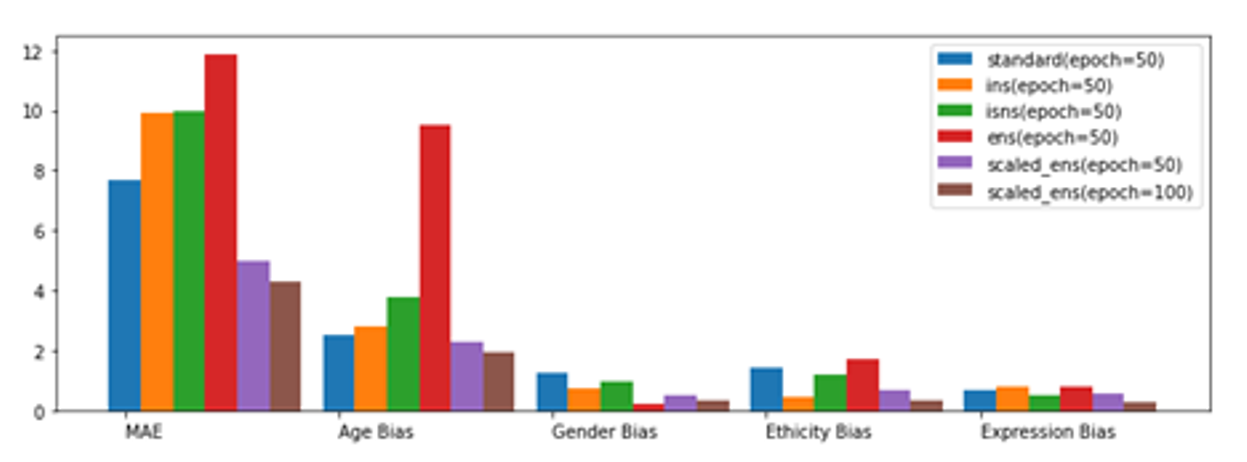 12
10
8
6
4
2
0
standard(epoch=50)
ins(epoch=50)
isns(epoch=50)
ens(epoch=50)
scaled_ens(epoch=50)
scaled_ens(epoch=100)
MAE Age Bias Gender Bias Ethicity Bias Expression Bias